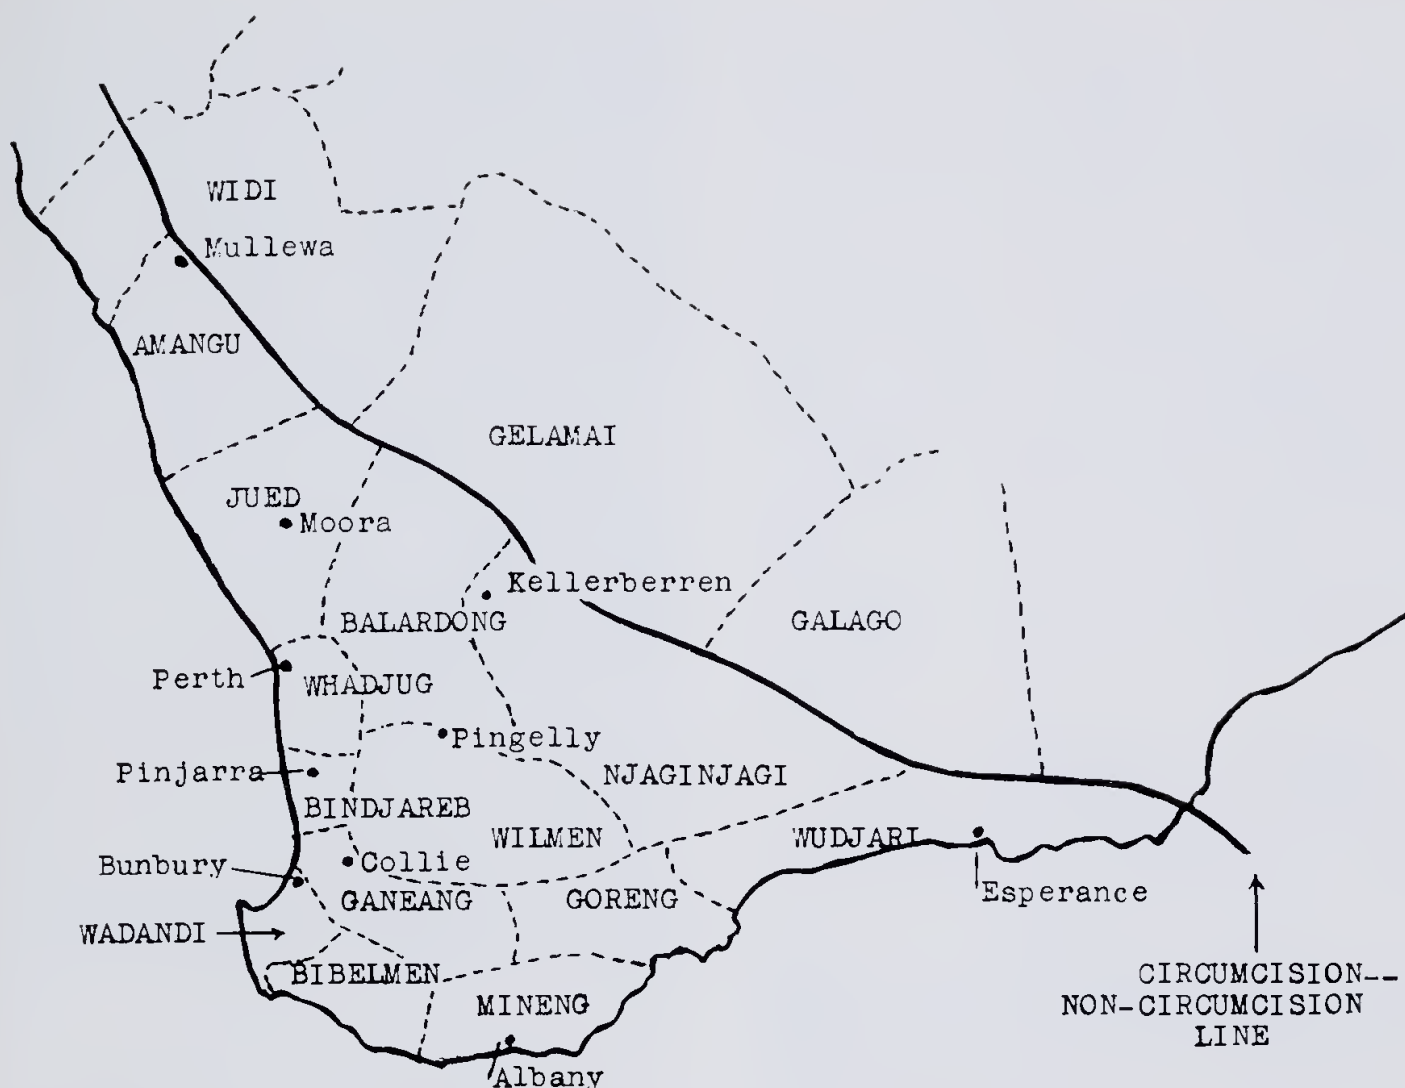 WIDI
Mullewa
AMANGU
GELAMAI
JUED
Moora
Kellerberren
BALARDONG
GALAGO
Perth
WHADJUG
Pingelly
Pinjarra
NJAGINJAGI
BINDJAREB
WILMEN
WUDJARI
Bunbury
Collie
Esperance
GANEANG
GORENG
WADANDI
BIBELMEN
CIRCUMCISION--
NON-CIRCUMCISION
LINE
MINENG
Albany